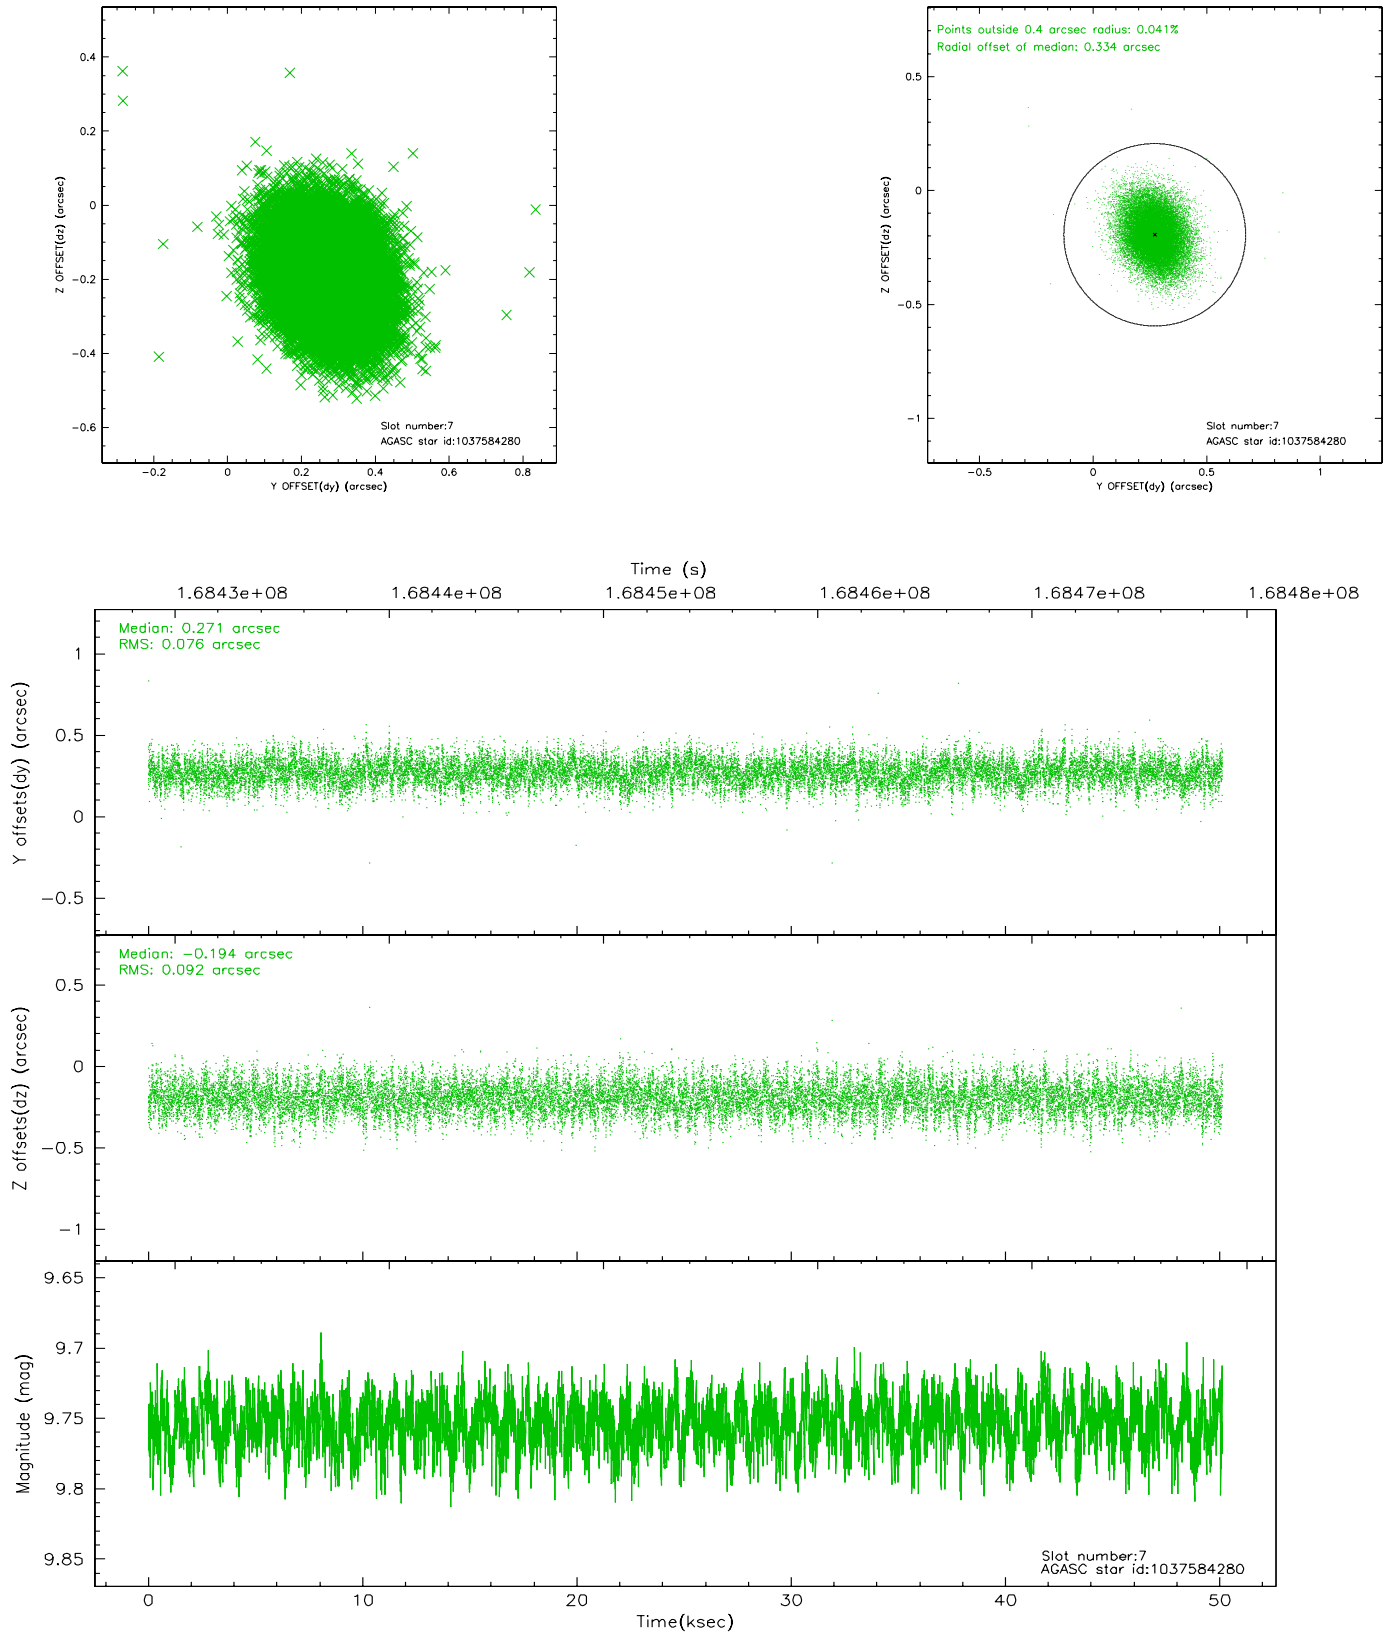 0.4
0.2
0
−0.2
−0.4
−0.6
Z OFFSET(dz) (arcsec)
Slot number:7
AGASC star id:1037584280
−0.2 0 0.2 0.4 0.6 0.8
Y OFFSET(dy) (arcsec)
Points outside 0.4 arcsec radius: 0.041%
Radial offset of median: 0.334 arcsec
0.5
0
−0.5
−1
Z OFFSET(dz) (arcsec)
Slot number:7
AGASC star id:1037584280
−0.5 0 0.5 1
Y OFFSET(dy) (arcsec)
Time (s)
1.6843e+08 1.6844e+08 1.6845e+08 1.6846e+08 1.6847e+08 1.6848e+08
Median: 0.271 arcsec
RMS: 0.076 arcsec
1
0.5
0
−0.5
Y offsets(dy) (arcsec)
Median: −0.194 arcsec
RMS: 0.092 arcsec
0.5
0
−0.5
−1
Z offsets(dz) (arcsec)
9.65
9.7
9.75
9.8
9.85
Magnitude (mag)
Slot number:7
AGASC star id:1037584280
0 10 20 30 40 50
Time(ksec)